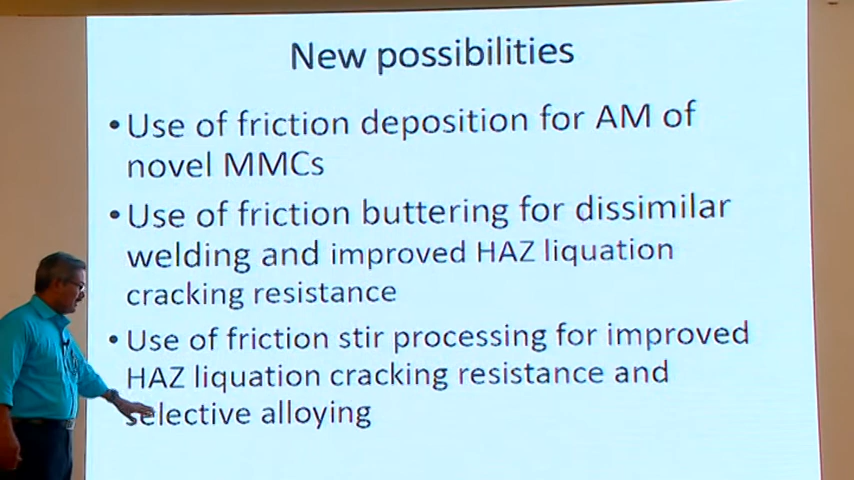 New possibilities
•Use of friction deposition for AM of
novel MMCs
•Use of friction buttering for dissimilar
welding and improved HAZ liquation
cracking resistance
•Use of friction stir processing for improved
HAZ liquation cracking resistance and
selective alloying